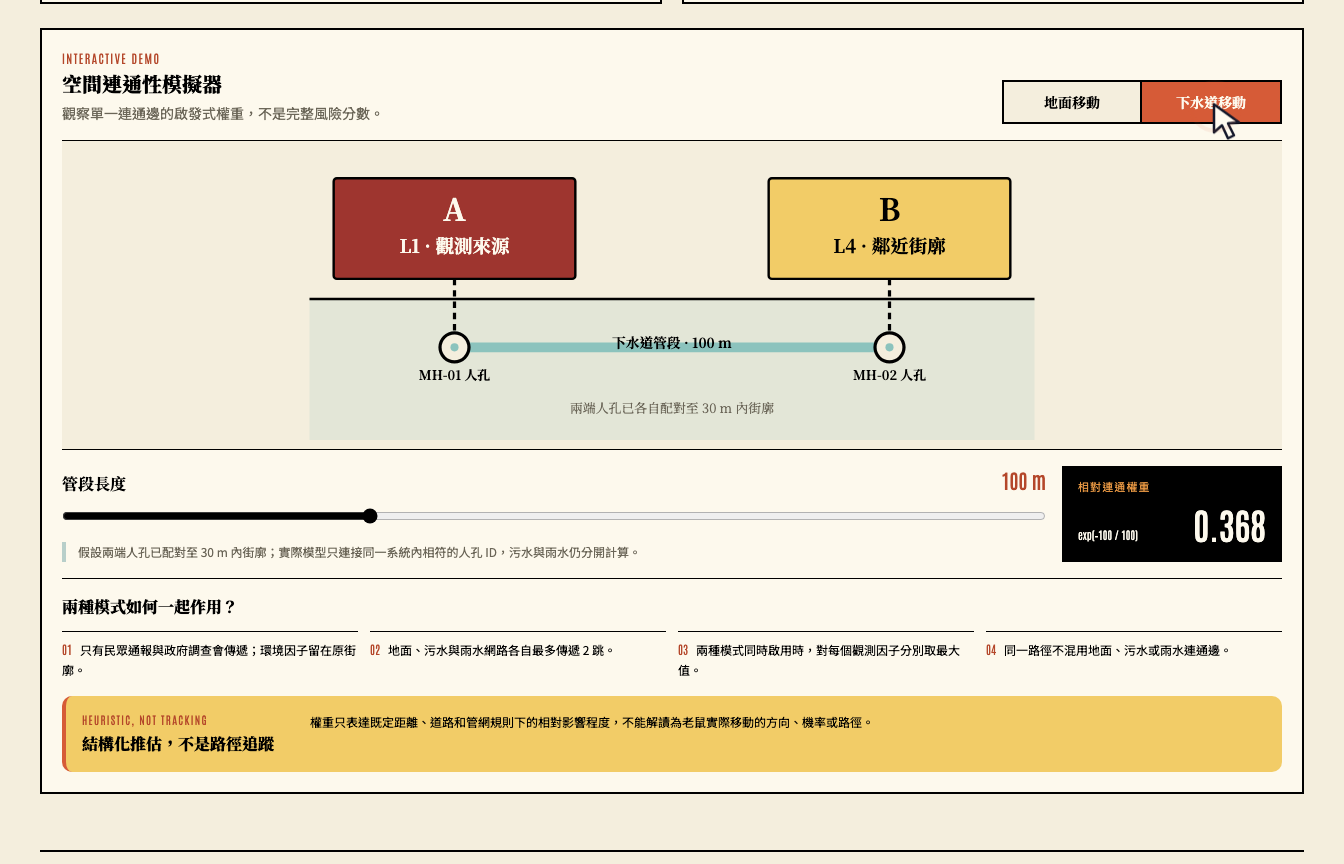 INTERACTIVE DEMO
空間連通性模擬器
觀察單一連通邊的啟發式權重，不是完整風險分數。
地面移動
下水道移動
A
L1 · 觀測來源
B
L4 · 鄰近街廓
下水道管段 · 100 m
MH-01 人孔
MH-02 人孔
兩端人孔已各自配對至 30 m 內街廓
管段長度
100 m
相對連通權重
exp(-100 / 100)
0.368
假設兩端人孔已配對至 30 m 內街廓；實際模型只連接同一系統內相符的人孔 ID，污水與雨水仍分開計算。
兩種模式如何一起作用？
01 只有民眾通報與政府調查會傳遞；環境因子留在原街
廓。
02 地面、污水與雨水網路各自最多傳遞 2 跳。
03 兩種模式同時啟用時，對每個觀測因子分別取最大
值。
04 同一路徑不混用地面、污水或雨水連通邊。
HEURISTIC, NOT TRACKING
結構化推估，不是路徑追蹤
權重只表達既定距離、道路和管網規則下的相對影響程度，不能解讀為老鼠實際移動的方向、機率或路徑。